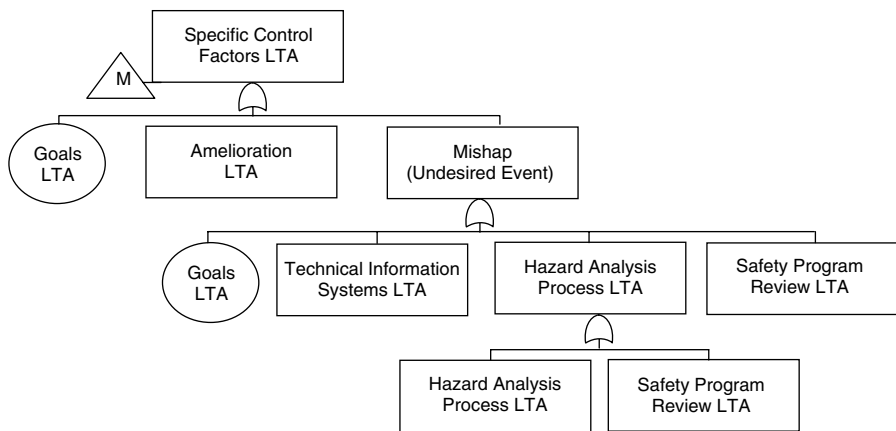 Specific Control
Factors LTA
M
Goals
LTA
Amelioration
LTA
Mishap
(Undesired Event)
Goals
LTA
Technical Information
Systems LTA
Hazard Analysis
Process LTA
Safety Program
Review LTA
Hazard Analysis
Process LTA
Safety Program
Review LTA